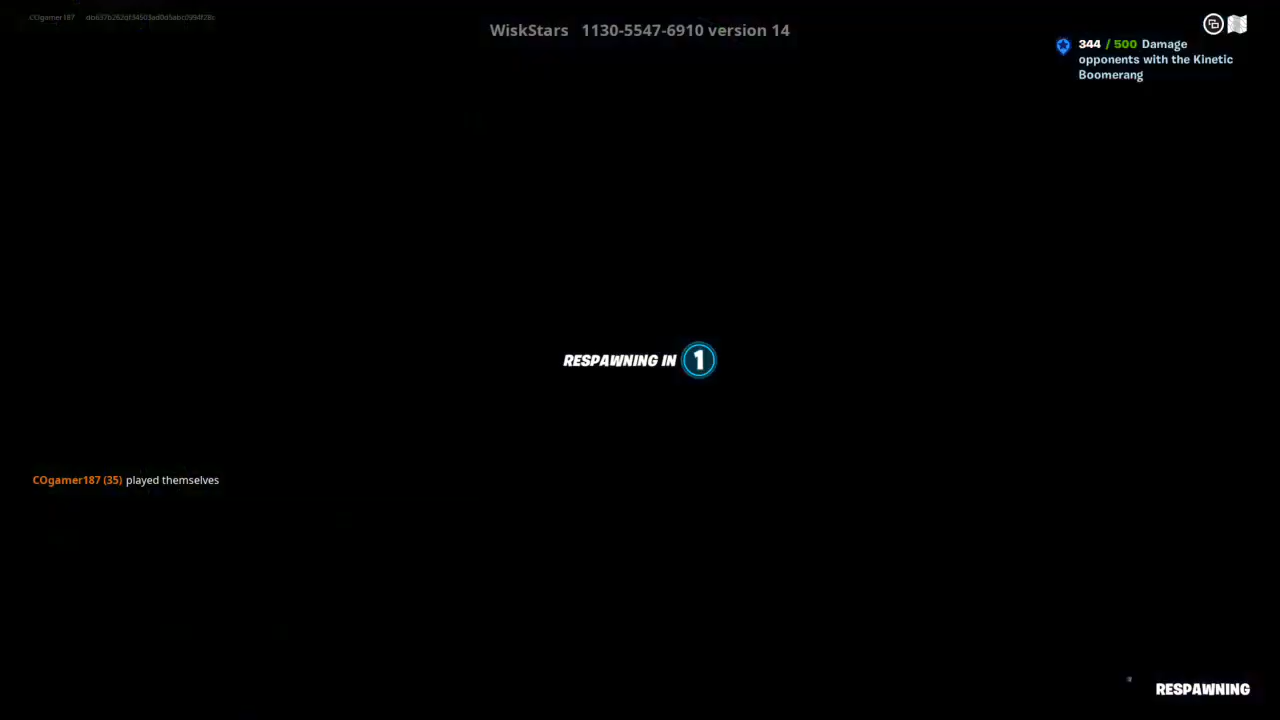 COgamer187
WiskStars 1130-5547-6910 version 14
344 / 500 Damage
opponents with the Kinetic
Boomerang
RESPAWNING IN 1
COgamer187 (35) played themselves
RESPAWNING